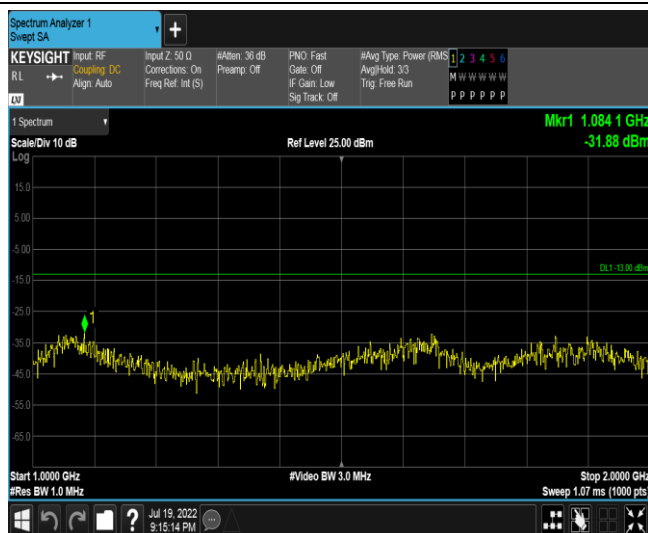 Spectrum Analyzer 1
Swept SA
+
KEYSIGHT
RL
LXI
Input: RF
Coupling: DC
Align: Auto
Input Z: 50 Ω
Corrections: On
Freq Ref: Int (S)
#Atten: 36 dB
Preamp: Off
PNO: Fast
Gate: Off
IF Gain: Low
Sig Track: Off
#Avg Type: Power (RMS
Avg|Hold: 3/3
Trig: Free Run
1 2 3 4 5 6
M W W W W W
P P P P P P
1 Spectrum
Mkr1 1.084 1 GHz
-31.88 dBm
Scale/Div 10 dB
Ref Level 25.00 dBm
Log
15.0
5.00
-5.00
DL1 -13.00 dBm
-15.0
-25.0
1
-35.0
-45.0
-55.0
-65.0
Start 1.0000 GHz
#Video BW 3.0 MHz
Stop 2.0000 GHz
#Res BW 1.0 MHz
Sweep 1.07 ms (1000 pts)
?
Jul 19, 2022
9:15:14 PM